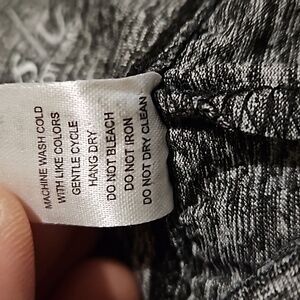 MACHINE WASH COLD
WITH LIKE COLORS
GENTLE CYCLE
HANG DRY
DO NOT BLEACH
DO NOT IRON
DO NOT DRY CLEAN